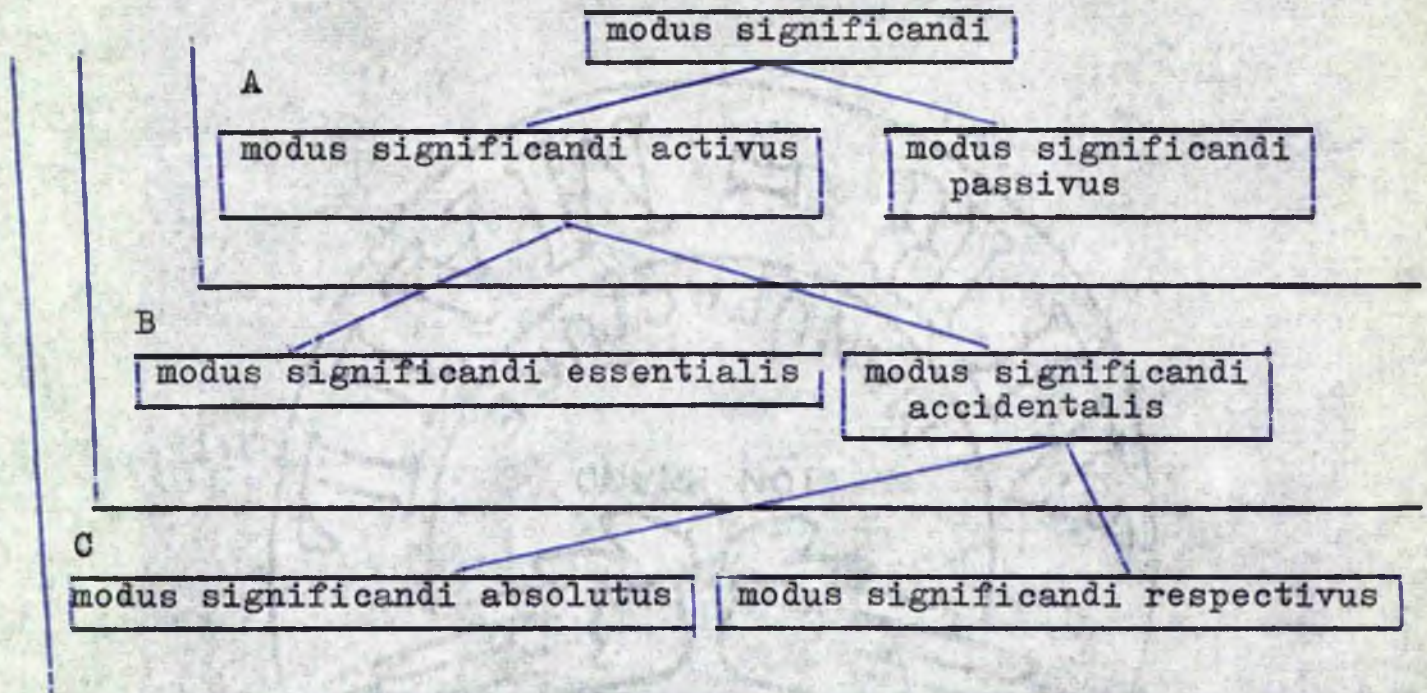 modus significandi
A
modus significandi activus
modus significandi
passivus
B
modus significandi essentialis
modus significandi
accidentalis
C
modus significandi absolutus
modus significandi respectivus